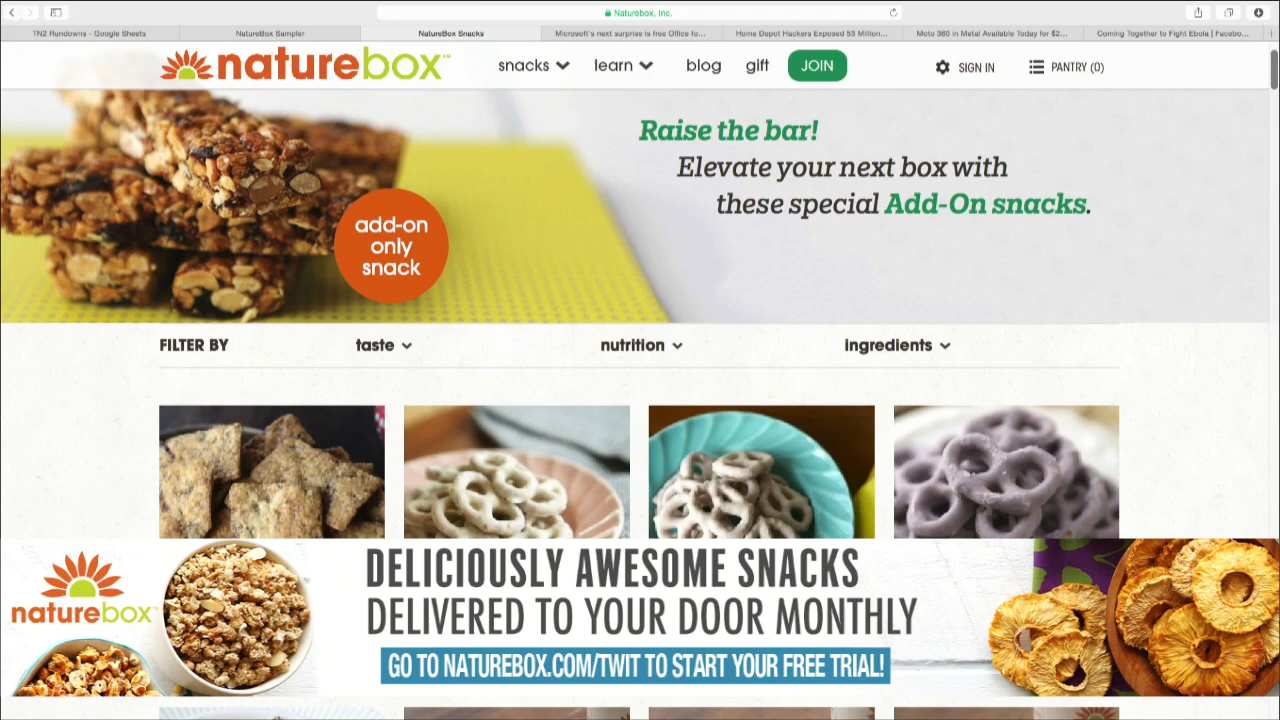 Naturebox, Inc.
TN2 Rundowns - Google Sheets
NatureBox Sampler
NatureBox Snacks
Microsoft's next surprise is free Office fo...
Home Depot Hackers Exposed 53 Million...
Moto 360 in Metal Available Today for $2...
Coming Together to Fight Ebola | Facebo...
naturebox™
snacks
learn
blog
gift
JOIN
SIGN IN
PANTRY (0)
Raise the bar!
Elevate your next box with
these special Add-On snacks.
add-on
only
snack
FILTER BY
taste
nutrition
ingredients
naturebox
DELICIOUSLY AWESOME SNACKS
DELIVERED TO YOUR DOOR MONTHLY
GO TO NATUREBOX.COM/TWIT TO START YOUR FREE TRIAL!